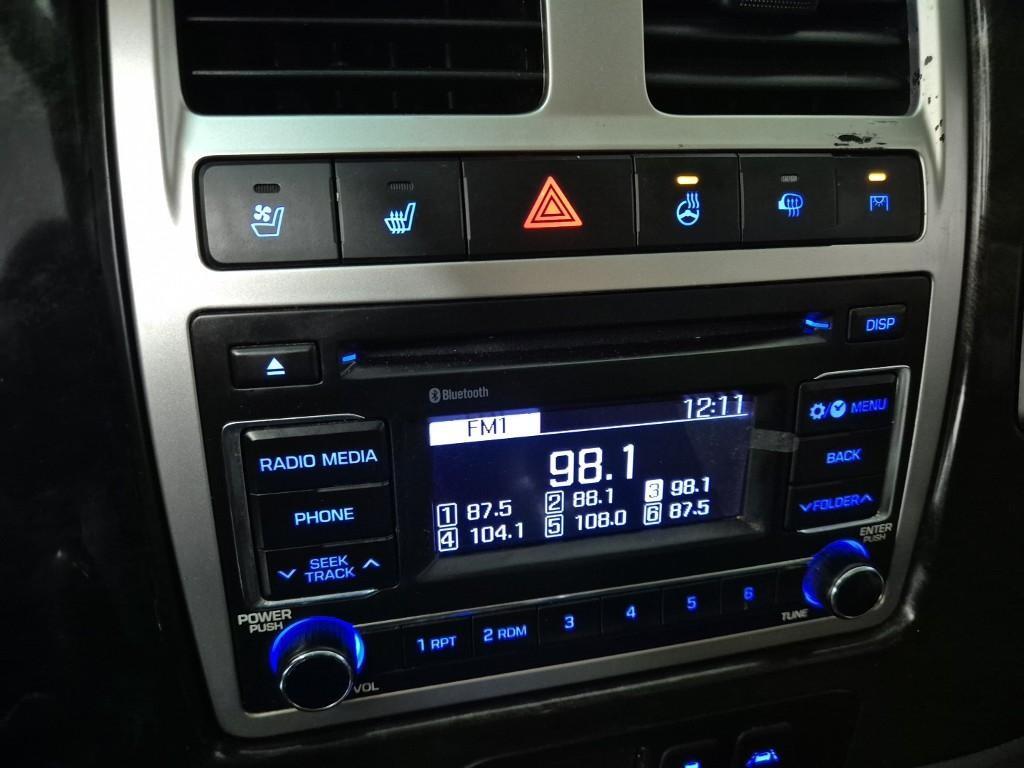 DISP
Bluetooth
FM1 12:11
98.1
1 87.5 2 88.1 3 98.1
4 104.1 5 108.0 6 87.5
RADIO MEDIA
PHONE
SEEK
TRACK
MENU
BACK
FOLDER
ENTER
PUSH
POWER
PUSH
VOL
1 RPT 2 RDM 3 4 5 6
TUNE